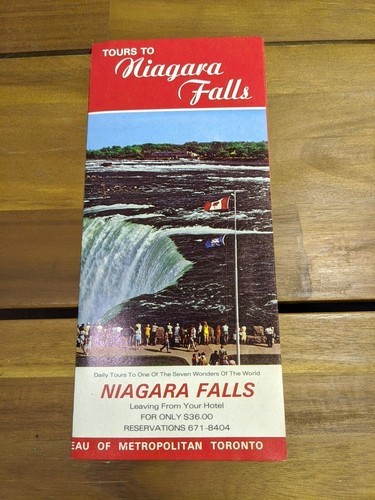 TOURS TO
Niagara
Falls
Daily Tours To One Of The Seven Wonders Of The World
NIAGARA FALLS
Leaving From Your Hotel
FOR ONLY $36.00
RESERVATIONS 671-8404
EAU OF METROPOLITAN TORONTO